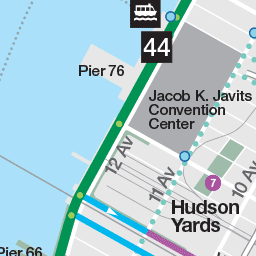 44
Pier 76
Jacob K. Javits
Convention
Center
12 Av
11 Av
7
10 Av
Hudson
Yards
Pier 66